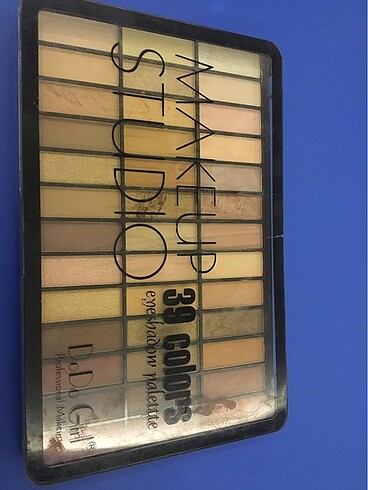 MAKEUP
STUDIO
39 colors
eyeshadow palette
DoDo Girl®
Professional Makeup